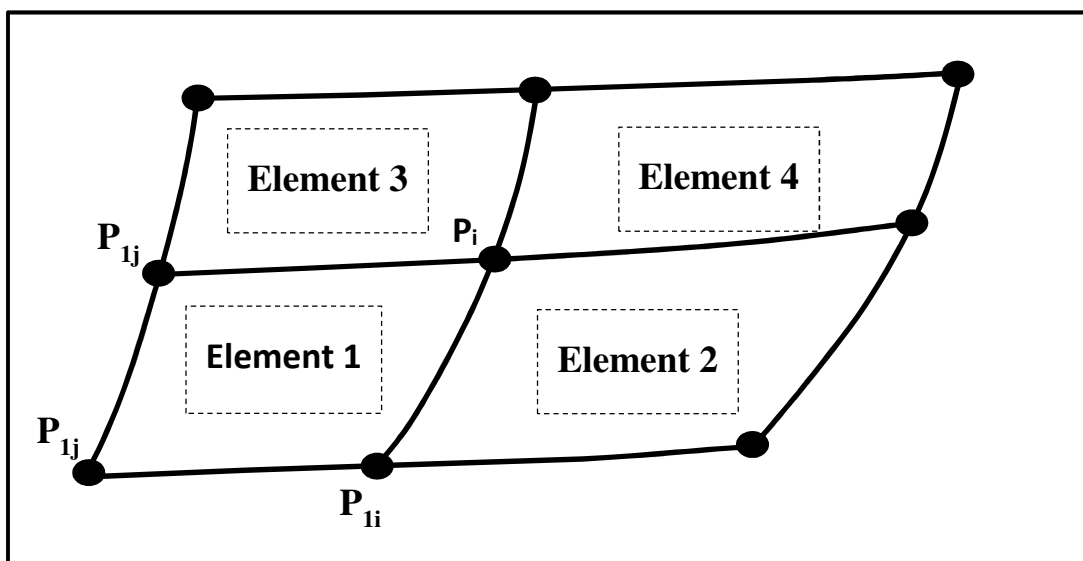 Element 3
Element 4
P1j
Pi
Element 1
Element 2
P1j
P1i